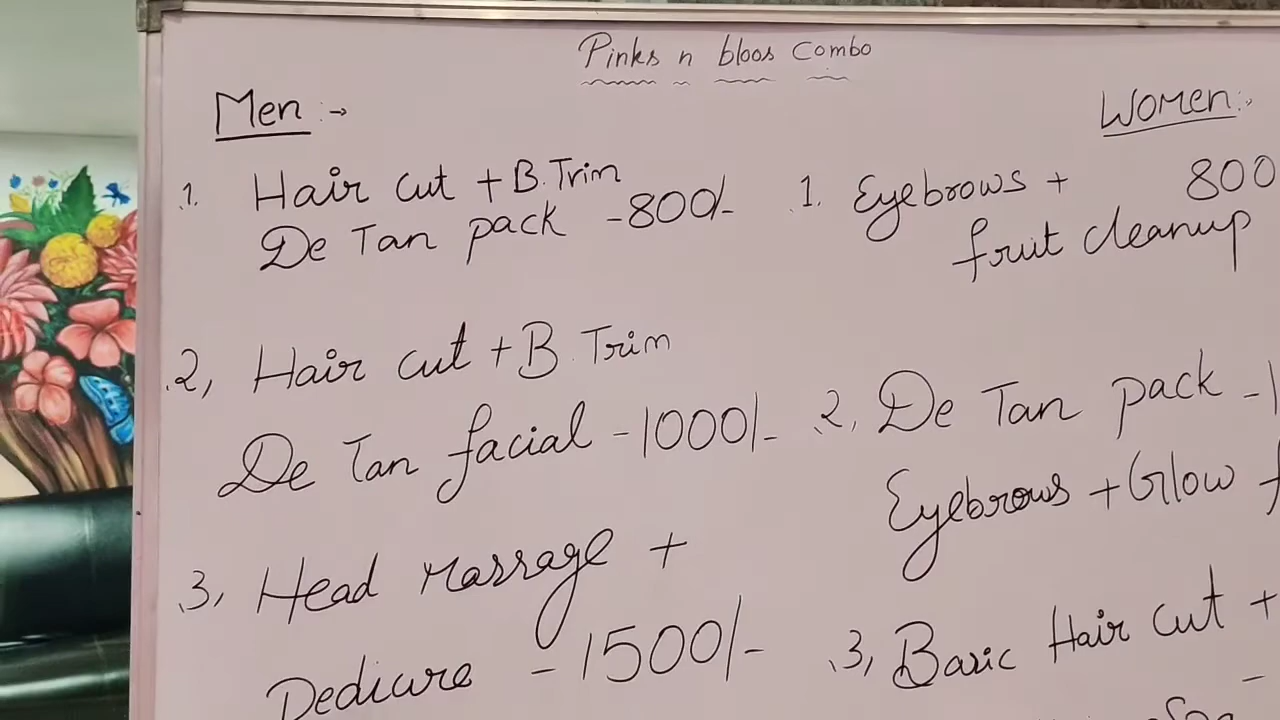 Pinks n bloos Combo
Men :→
1. Hair cut + B. Trim
De Tan pack - 800/-
2, Hair cut + B. Trim
De Tan facial - 1000/-
3, Head Massage +
Pedicure - 1500/-
Women:-
1. Eyebrows + 800
fruit cleanup
2, De Tan pack -
Eyebrows + Glow
3, Basic Hair cut +